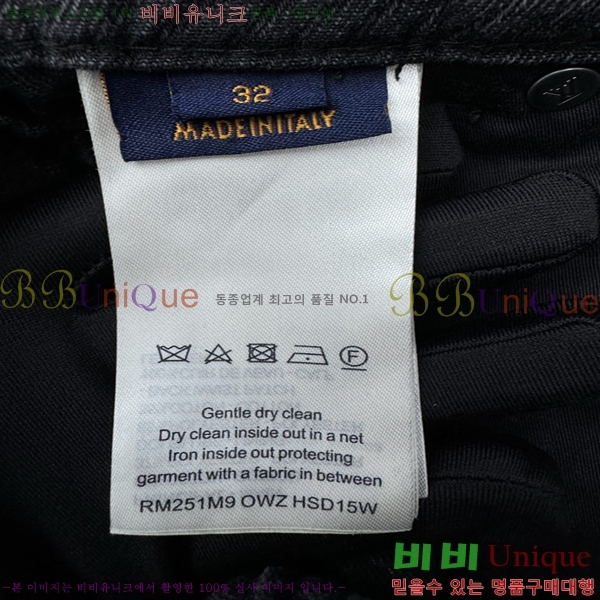 비비유니크
32
MADE IN ITALY
LV
BBUniQue 동종업계 최고의 품질 NO.1 BBUniQue
F
Gentle dry clean
Dry clean inside out in a net
Iron inside out protecting
garment with a fabric in between
RM251M9 OWZ HSD15W
비비 Unique
~본 이미지는 비비유니크에서 촬영한 100% 실사 이미지 입니다.~
믿을수 있는 명품구매대행